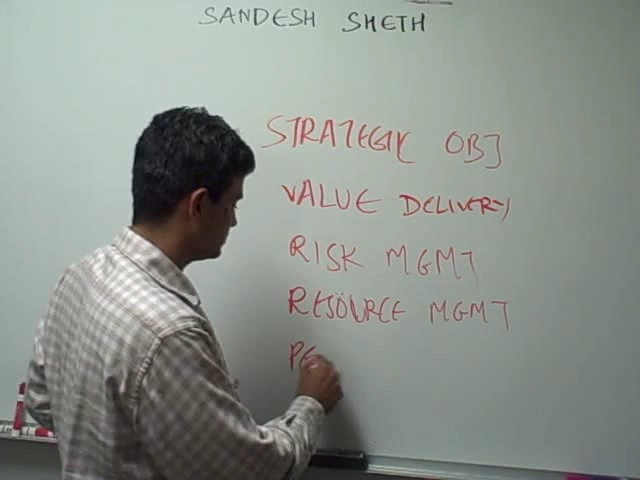 SANDESH SHETH
STRATEGIC OBJ
VALUE DELIVERY
RISK MGMT
RESOURCE MGMT
PE